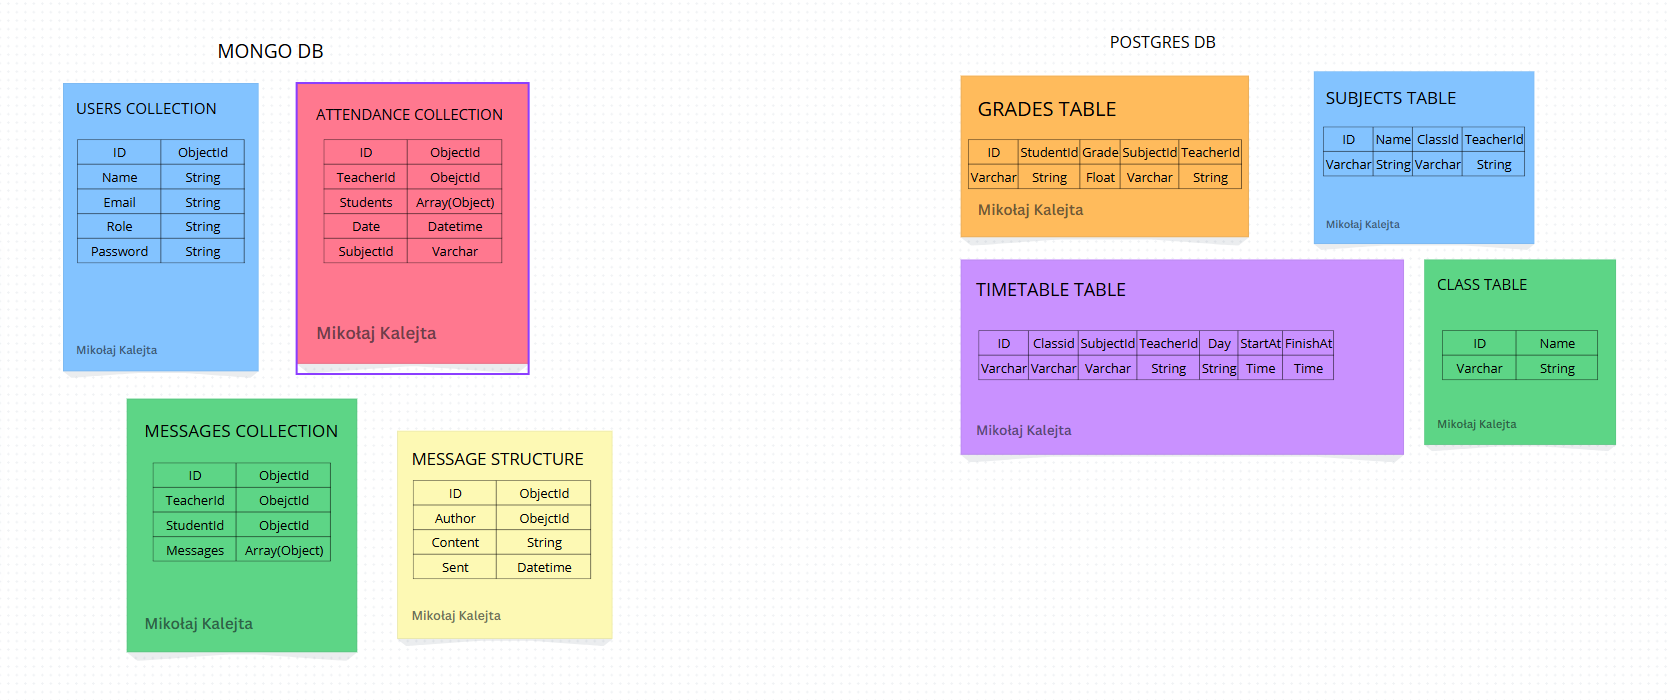 MONGO DB
USERS COLLECTION
ID ObjectId
Name String
Email String
Role String
Password String
Mikołaj Kalejta
ATTENDANCE COLLECTION
ID ObjectId
TeacherId ObejctId
Students Array(Object)
Date Datetime
SubjectId Varchar
Mikołaj Kalejta
MESSAGES COLLECTION
ID ObjectId
TeacherId ObejctId
StudentId ObjectId
Messages Array(Object)
Mikołaj Kalejta
MESSAGE STRUCTURE
ID ObjectId
Author ObejctId
Content String
Sent Datetime
Mikołaj Kalejta
POSTGRES DB
GRADES TABLE
ID StudentId Grade SubjectId TeacherId
Varchar String Float Varchar String
Mikołaj Kalejta
SUBJECTS TABLE
ID Name ClassId TeacherId
Varchar String Varchar String
Mikołaj Kalejta
TIMETABLE TABLE
ID Classid SubjectId TeacherId Day StartAt FinishAt
Varchar Varchar Varchar String String Time Time
Mikołaj Kalejta
CLASS TABLE
ID Name
Varchar String
Mikołaj Kalejta